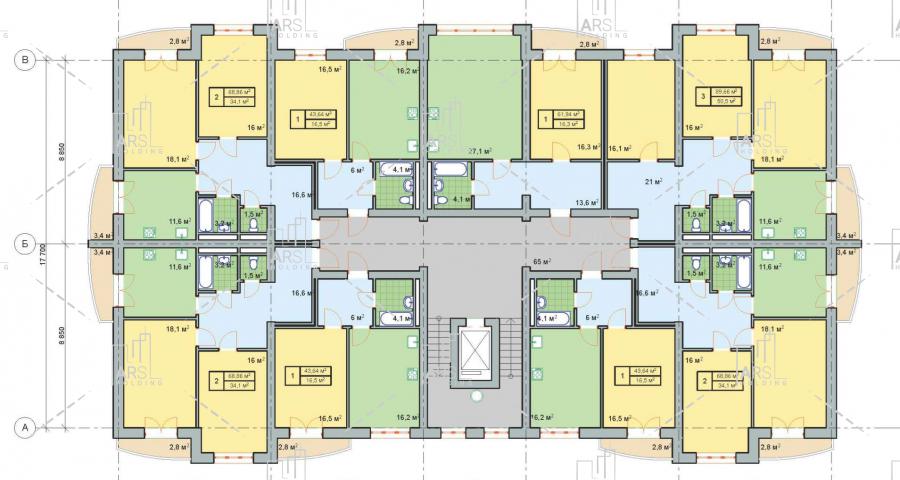 ARS
HOLDING
ARS
HOLDING
2,8 м²
2,8 м²
2,8 м²
2,8 м²
В
2
68,86 м²
34,1 м²
16 м²
16,5 м²
1
43,64 м²
16,5 м²
16,2 м²
27,1 м²
1
61,94 м²
16,3 м²
16,3 м²
16,1 м²
3
89,66 м²
50,5 м²
16 м²
ARS
HOLDING
18,1 м²
18,1 м²
8 850
6 м²
4,1 м²
4,1 м²
13,6 м²
21 м²
16,6 м²
11,6 м²
3,2 м²
1,5 м²
1,5 м²
3,2 м²
11,6 м²
3,4 м²
3,4 м²
Б
17 700
3,4 м²
3,4 м²
65 м²
11,6 м²
3,2 м²
1,5 м²
1,5 м²
3,2 м²
11,6 м²
16,6 м²
16,6 м²
6 м²
4,1 м²
4,1 м²
6 м²
8 850
18,1 м²
18,1 м²
16 м²
16 м²
2
68,86 м²
34,1 м²
1
43,64 м²
16,5 м²
1
43,64 м²
16,5 м²
2
68,86 м²
34,1 м²
ARS
HOLDING
16,5 м²
16,2 м²
16,2 м²
16,5 м²
А
2,8 м²
2,8 м²
2,8 м²
2,8 м²